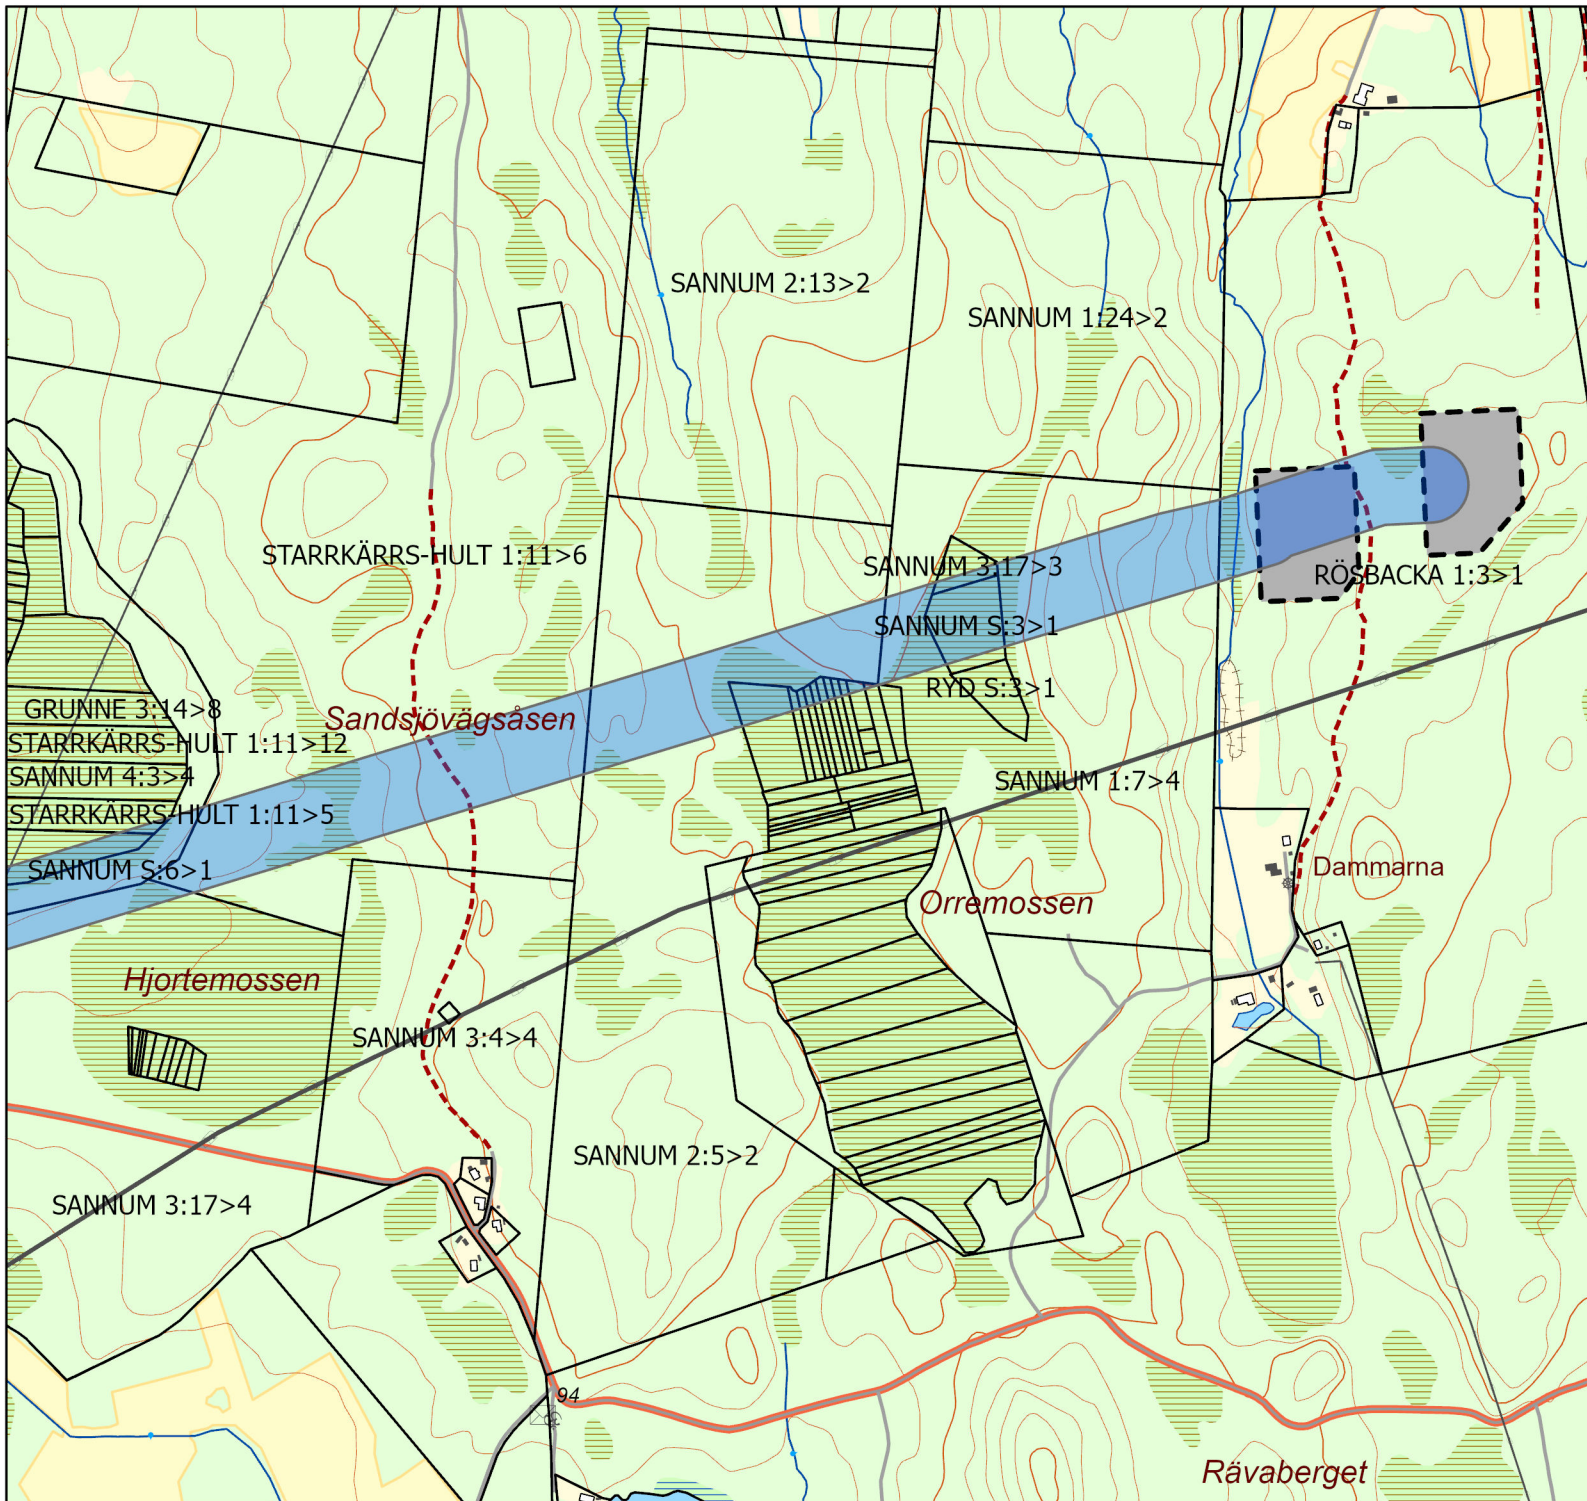 SANNUM 2:13>2
SANNUM 1:24>2
STARRKÄRRS-HULT 1:11>6
SANNUM 3:17>3
RÖSBACKA 1:3>1
SANNUM S:3>1
RYD S:3>1
GRUNNE 3:14>8
Sandsjövägsåsen
STARRKÄRRS-HULT 1:11>12
SANNUM 4:3>4
SANNUM 1:7>4
STARRKÄRRS-HULT 1:11>5
SANNUM S:6>1
Dammarna
Orremossen
Hjortemossen
SANNUM 3:4>4
SANNUM 2:5>2
SANNUM 3:17>4
94
Rävaberget